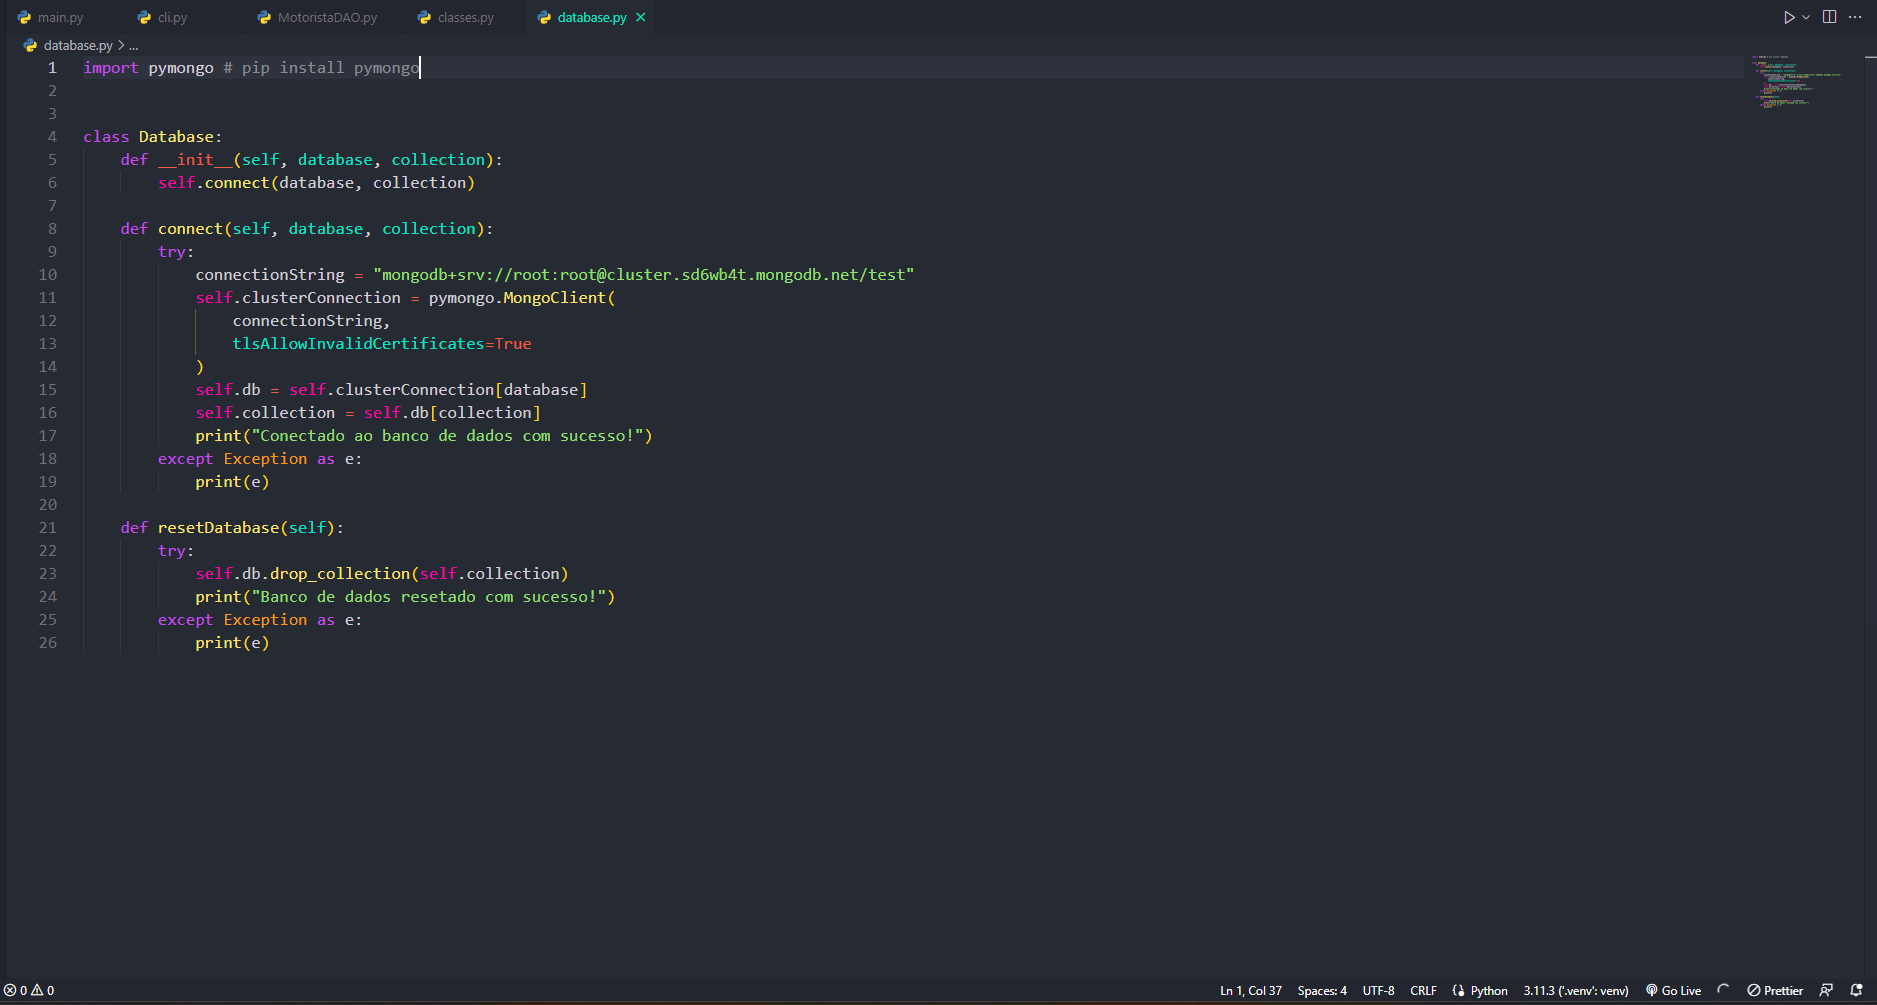 main.py cli.py MotoristaDAO.py classes.py database.py
database.py > ...
1 import pymongo # pip install pymongo
2
3
4 class Database:
5     def __init__(self, database, collection):
6         self.connect(database, collection)
7
8     def connect(self, database, collection):
9         try:
10             connectionString = "mongodb+srv://root:root@cluster.sd6wb4t.mongodb.net/test"
11             self.clusterConnection = pymongo.MongoClient(
12                 connectionString,
13                 tlsAllowInvalidCertificates=True
14             )
15             self.db = self.clusterConnection[database]
16             self.collection = self.db[collection]
17             print("Conectado ao banco de dados com sucesso!")
18         except Exception as e:
19             print(e)
20
21     def resetDatabase(self):
22         try:
23             self.db.drop_collection(self.collection)
24             print("Banco de dados resetado com sucesso!")
25         except Exception as e:
26             print(e)
0 0 Ln 1, Col 37 Spaces: 4 UTF-8 CRLF Python 3.11.3 ('.venv': venv) Go Live Prettier